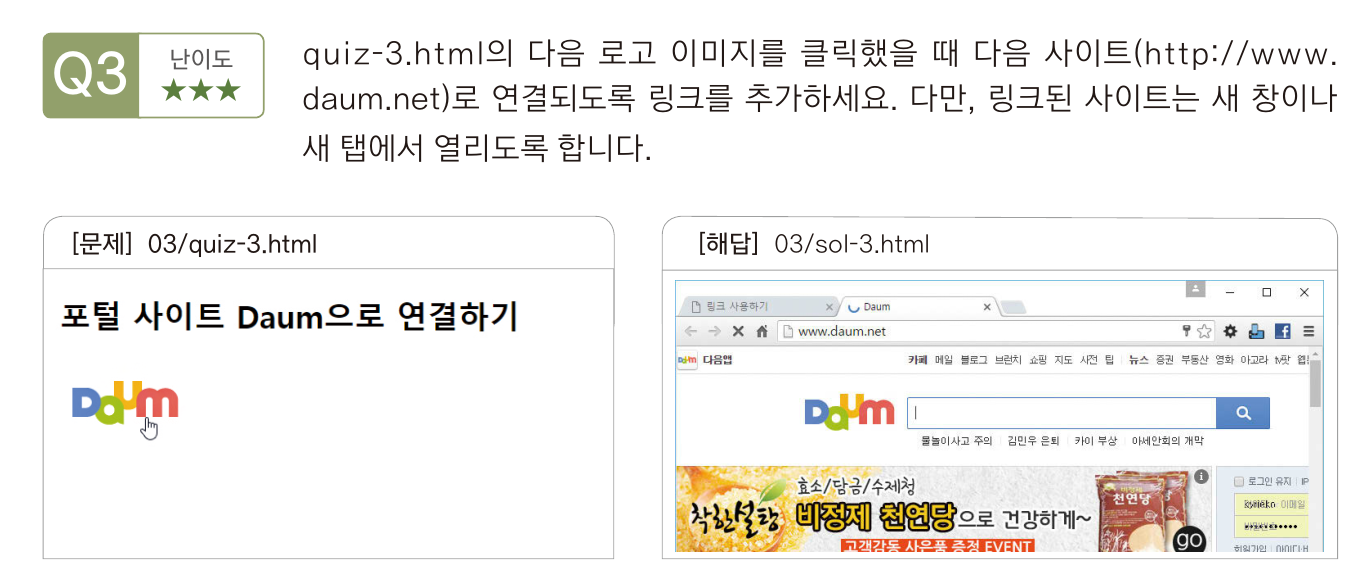 Q3
난이도
★★★
quiz-3.html의 다음 로고 이미지를 클릭했을 때 다음 사이트(http://www.
daum.net)로 연결되도록 링크를 추가하세요. 다만, 링크된 사이트는 새 창이나
새 탭에서 열리도록 합니다.
[문제] 03/quiz-3.html
포털 사이트 Daum으로 연결하기
Daum
[해답] 03/sol-3.html
링크 사용하기 Daum
www.daum.net
Daum 다음앱 카페 메일 블로그 브런치 쇼핑 지도 사전 팁 뉴스 증권 부동산 영화 아고라 tv팟
Daum
물놀이사고 주의 김민우 은퇴 카이 부상 아세안회의 개막
착한설탕
효소/담금/수제청
비정제 천연당으로 건강하게~
고객감동 사은품 증정 EVENT
천연당
go
로그인 유지 IP
이메일
회원가입